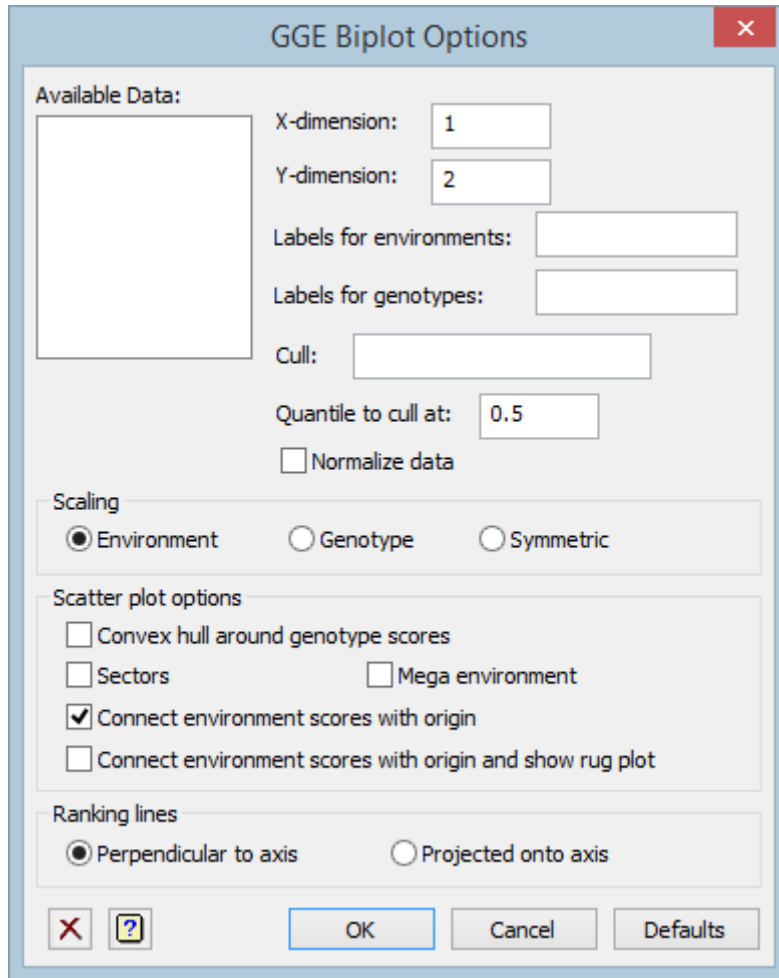 GGE Biplot Options
Available Data:
X-dimension: 1
Y-dimension: 2
Labels for environments:
Labels for genotypes:
Cull:
Quantile to cull at: 0.5
Normalize data
Scaling
Environment Genotype Symmetric
Scatter plot options
Convex hull around genotype scores
Sectors Mega environment
Connect environment scores with origin
Connect environment scores with origin and show rug plot
Ranking lines
Perpendicular to axis Projected onto axis
OK Cancel Defaults